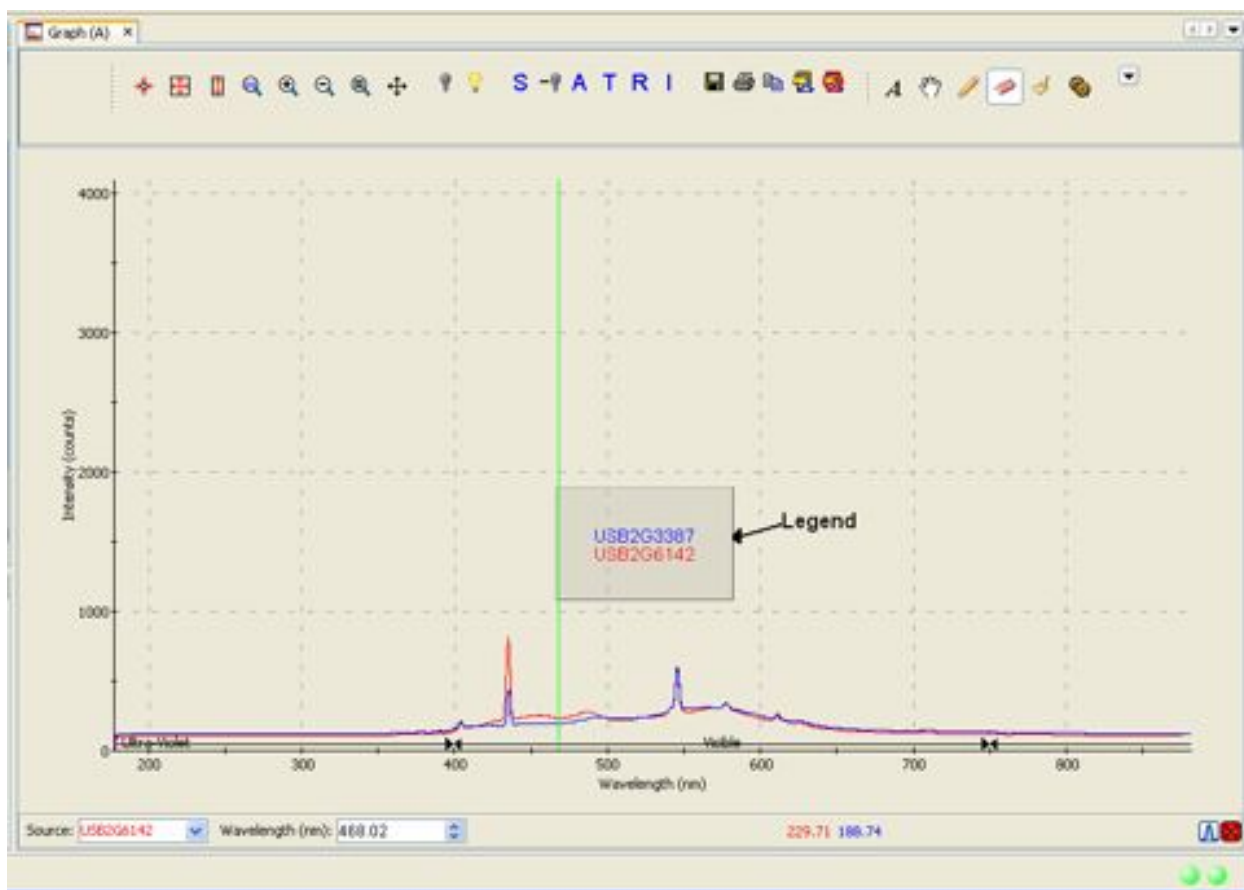 Graph (A)
S A T R I
A
4000
3000
Intensity (counts)
2000
USB2G3387
USB2G6142
Legend
1000
0
Ultra-Violet
Visible
200 300 400 500 600 700 800
Wavelength (nm)
Source: USB2G6142 Wavelength (nm): 468.02 229.71 188.74